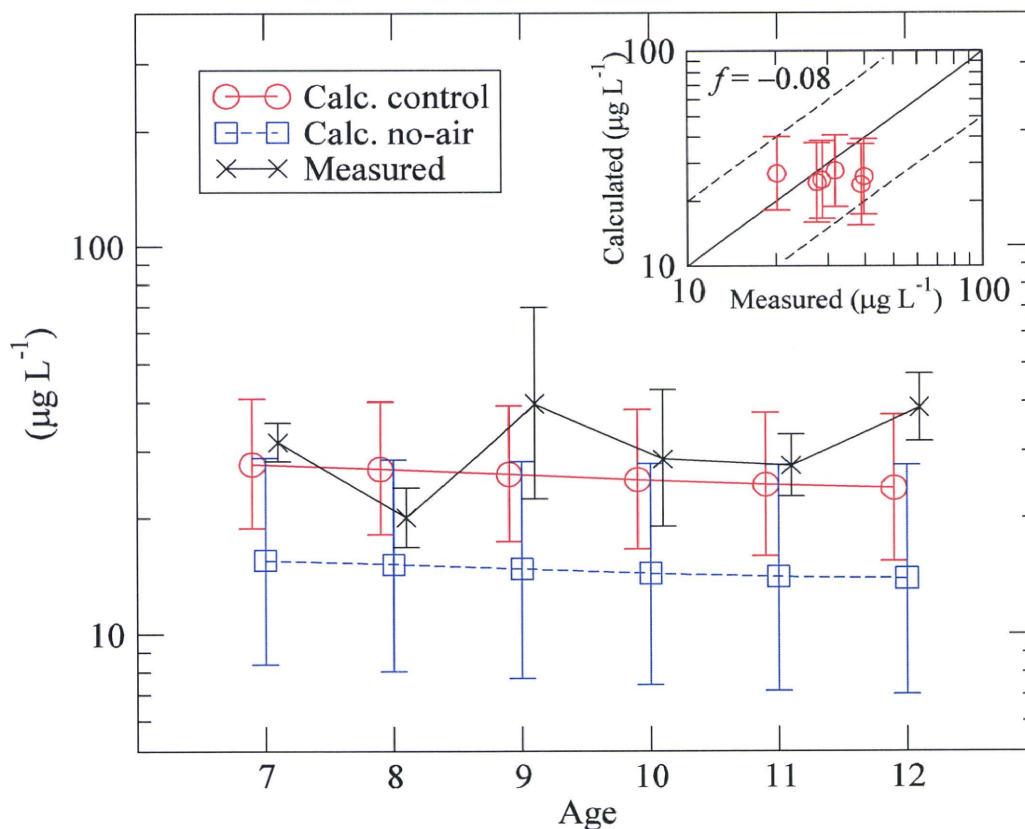 Calc. control
Calc. no-air
Measured
f = –0.08
100
10
Calculated (µg L⁻¹)
10
100
Measured (µg L⁻¹)
100
10
(µg L⁻¹)
7
8
9
10
11
12
Age